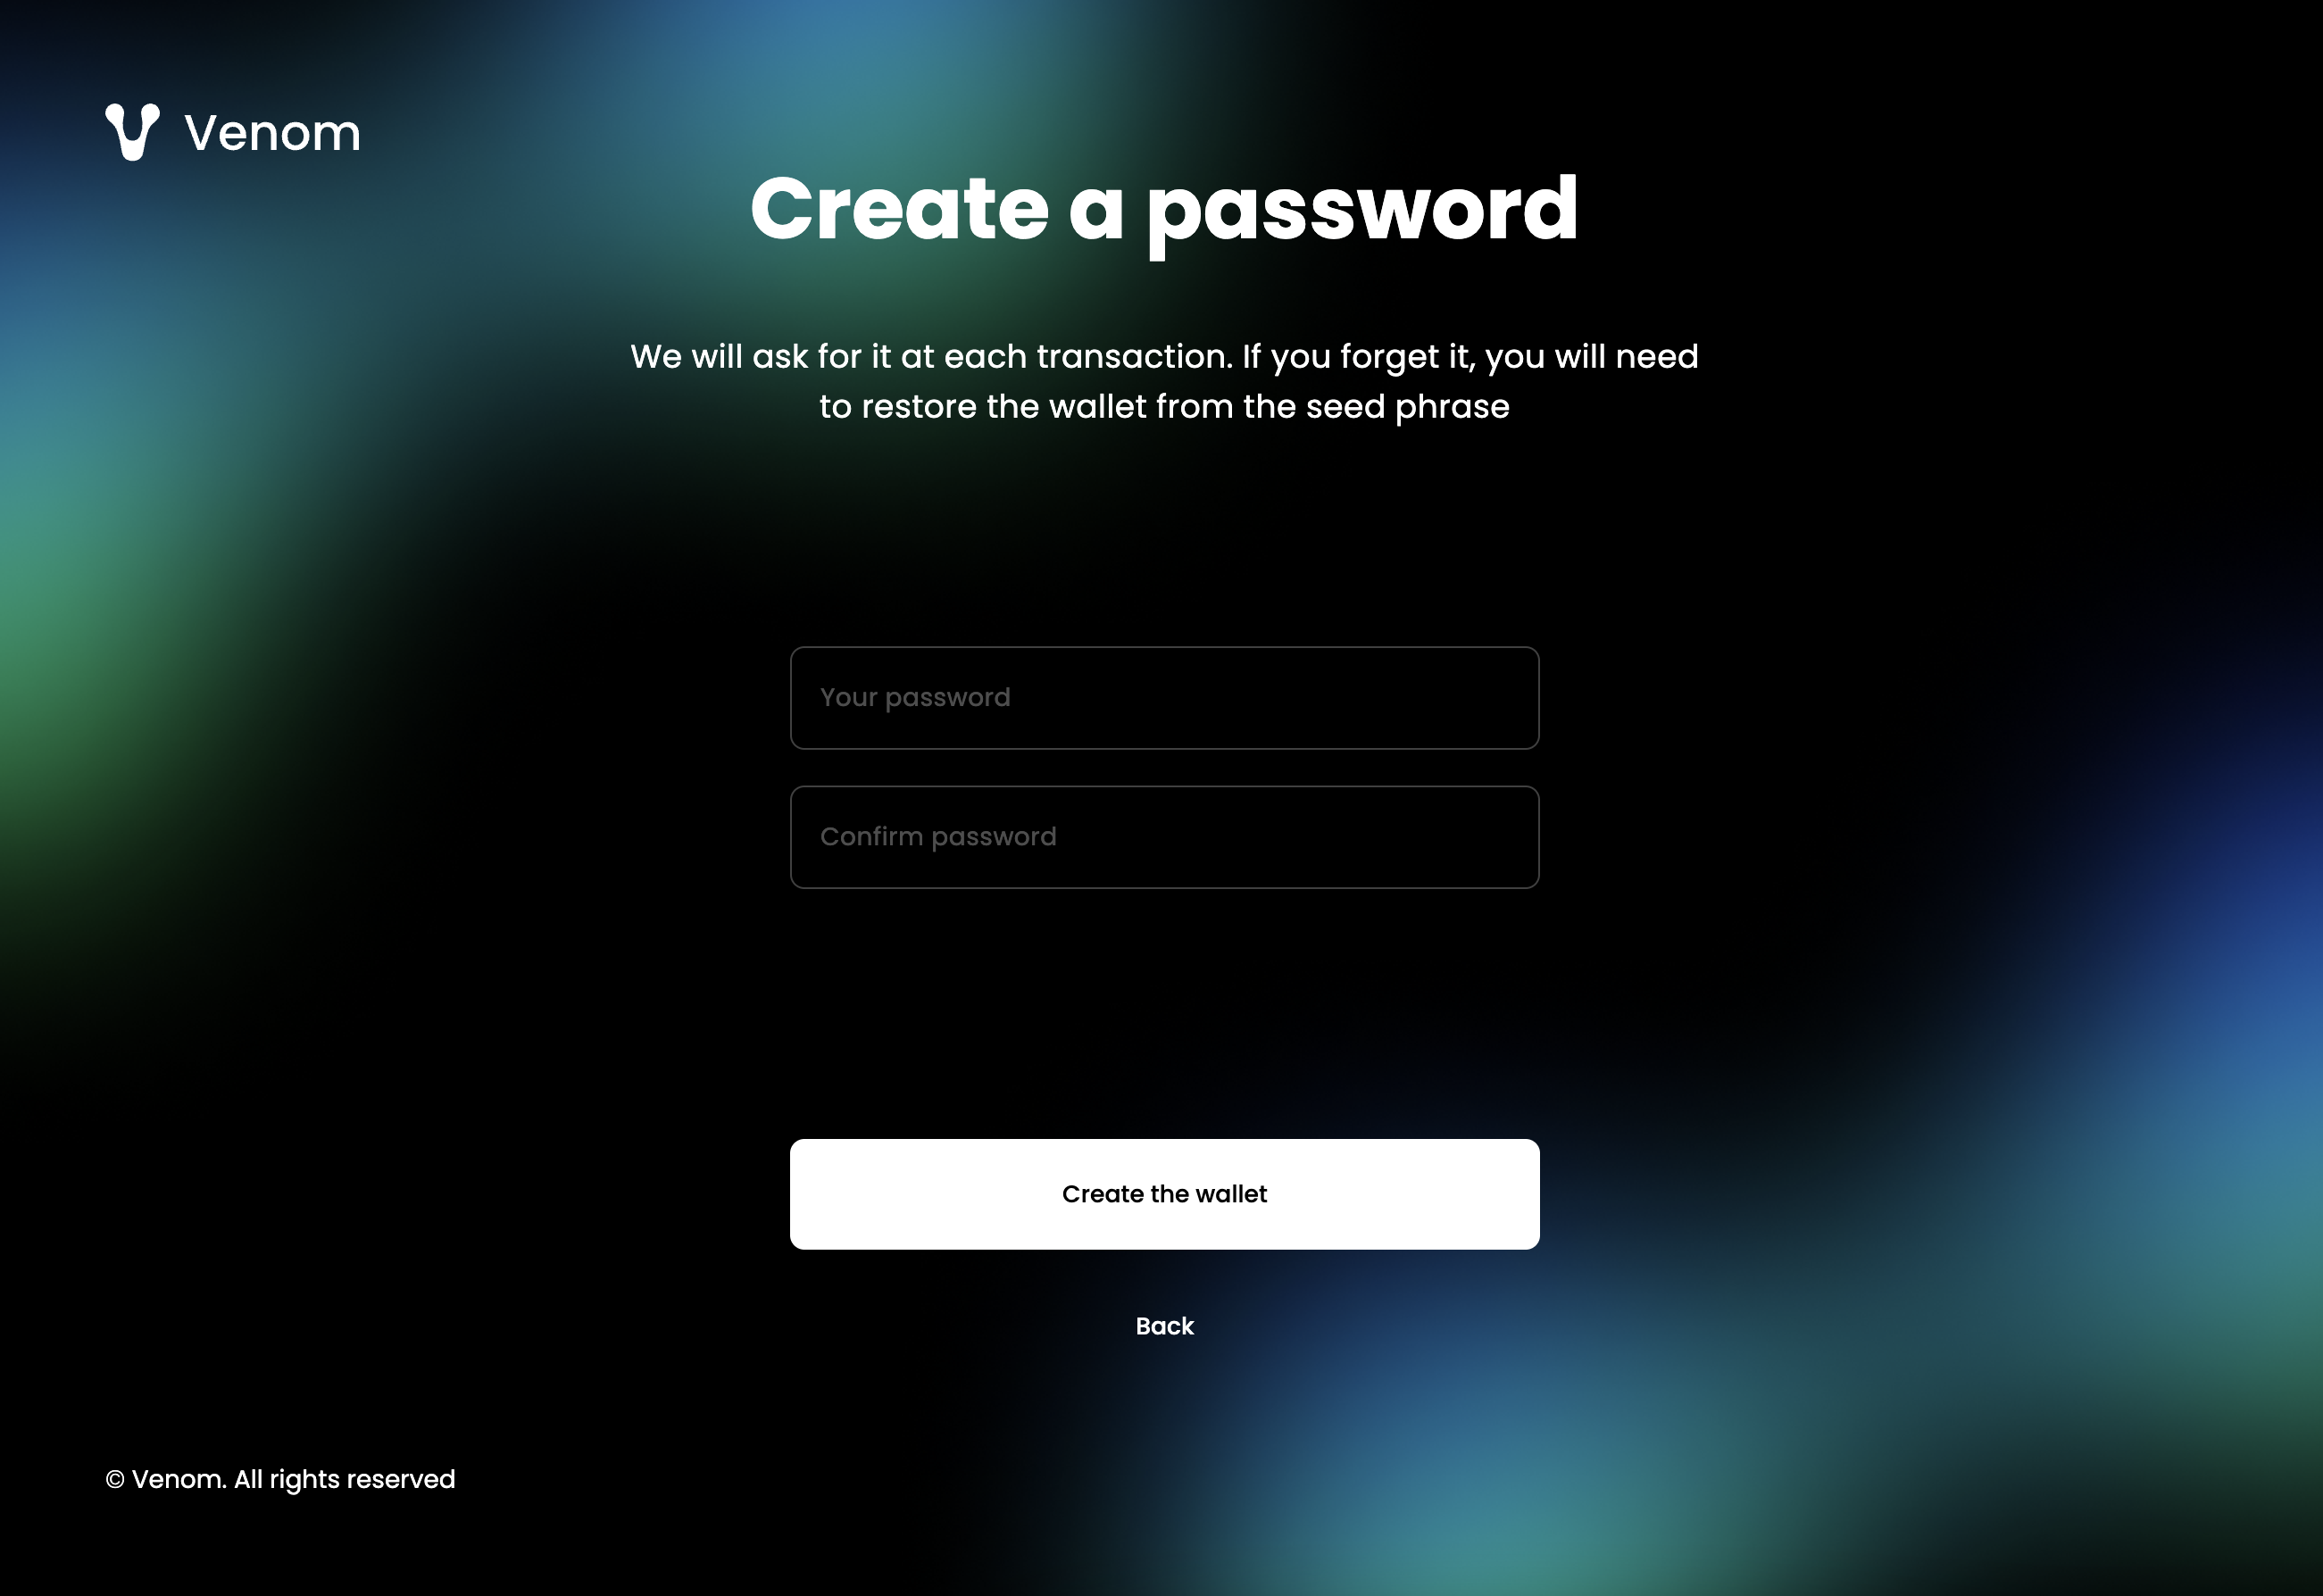 Venom
Create a password
We will ask for it at each transaction. If you forget it, you will need
to restore the wallet from the seed phrase
Your password
Confirm password
Create the wallet
Back
© Venom. All rights reserved